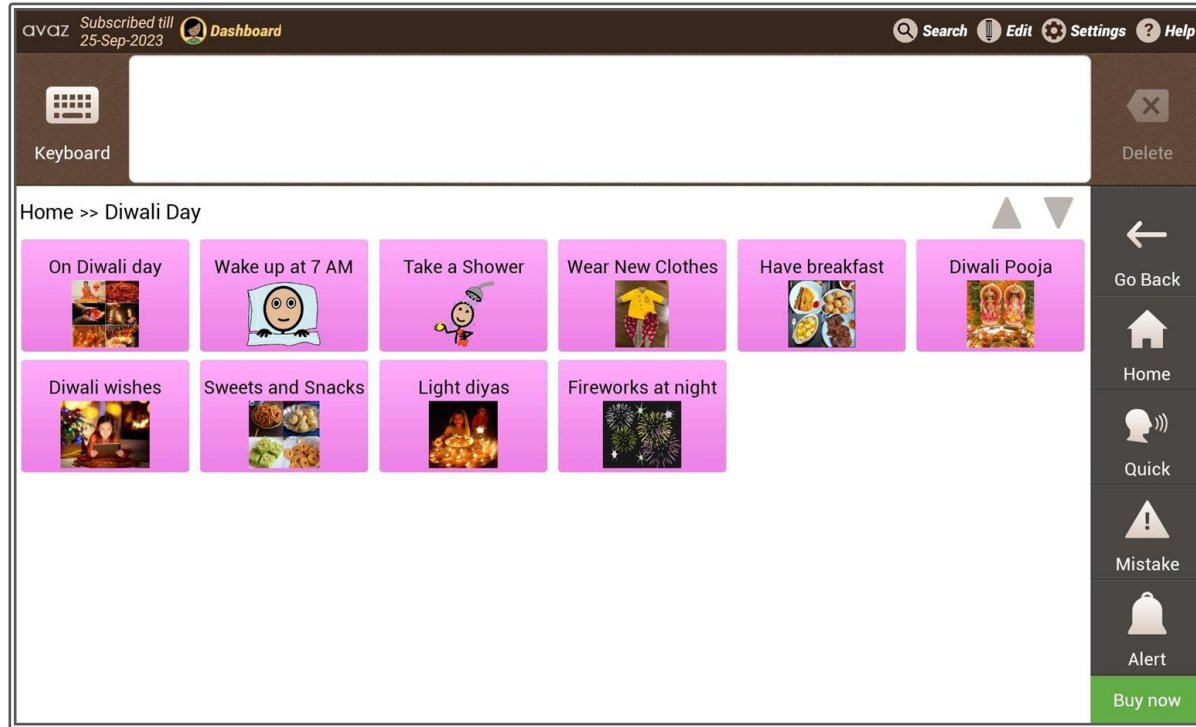 avaz Subscribed till
25-Sep-2023
Dashboard
Search Edit Settings Help
Keyboard
Delete
Home >> Diwali Day
On Diwali day
Wake up at 7 AM
Take a Shower
Wear New Clothes
Have breakfast
Diwali Pooja
Diwali wishes
Sweets and Snacks
Light diyas
Fireworks at night
Go Back
Home
Quick
Mistake
Alert
Buy now